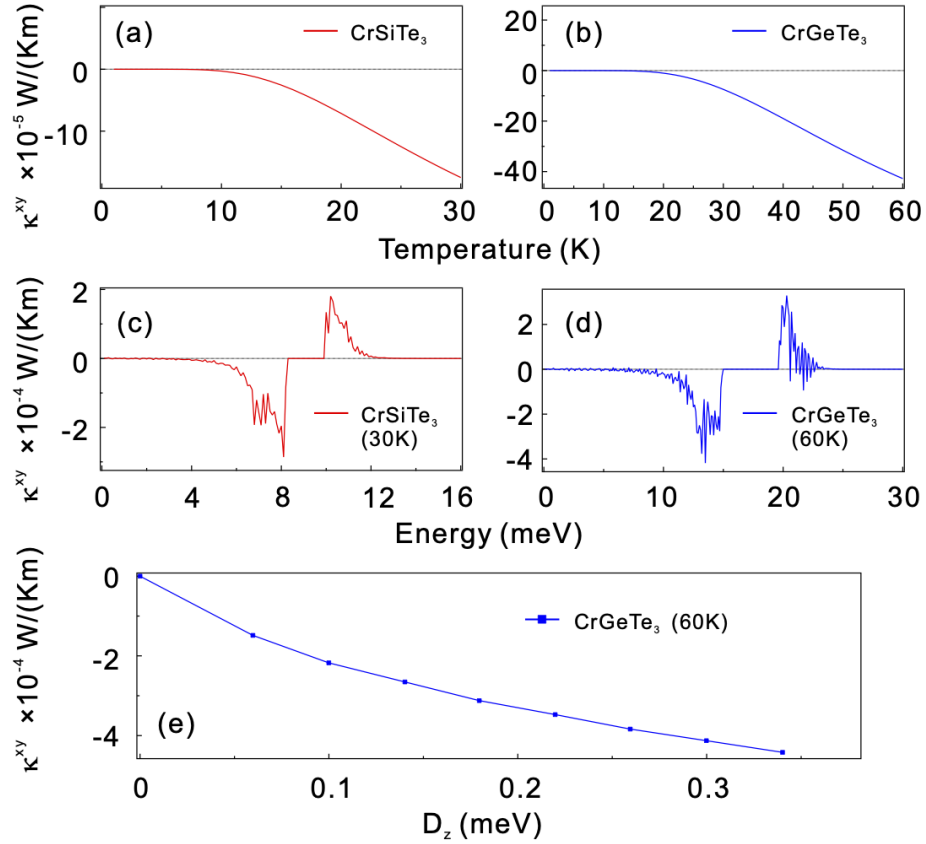 (a)
CrSiTe₃
0
-10
0
10
20
30
(b)
CrGeTe₃
20
0
-20
-40
0
10
20
30
40
50
60
κˣʸ ×10⁻⁵ W/(Km)
Temperature (K)
(c)
2
0
-2
CrSiTe₃
(30K)
0
4
8
12
16
(d)
2
0
-2
-4
CrGeTe₃
(60K)
0
10
20
30
κˣʸ ×10⁻⁴ W/(Km)
Energy (meV)
0
-2
-4
CrGeTe₃ (60K)
(e)
0
0.1
0.2
0.3
κˣʸ ×10⁻⁴ W/(Km)
D_z (meV)